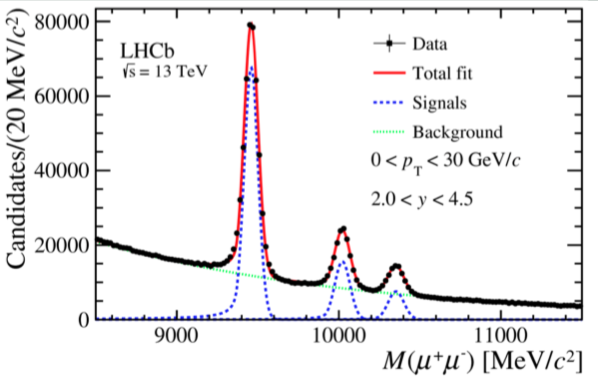 Candidates/(20 MeV/c²)
80000
60000
40000
20000
0
LHCb
√s = 13 TeV
Data
Total fit
Signals
Background
0 < p_T < 30 GeV/c
2.0 < y < 4.5
9000
10000
11000
M(μ⁺μ⁻) [MeV/c²]